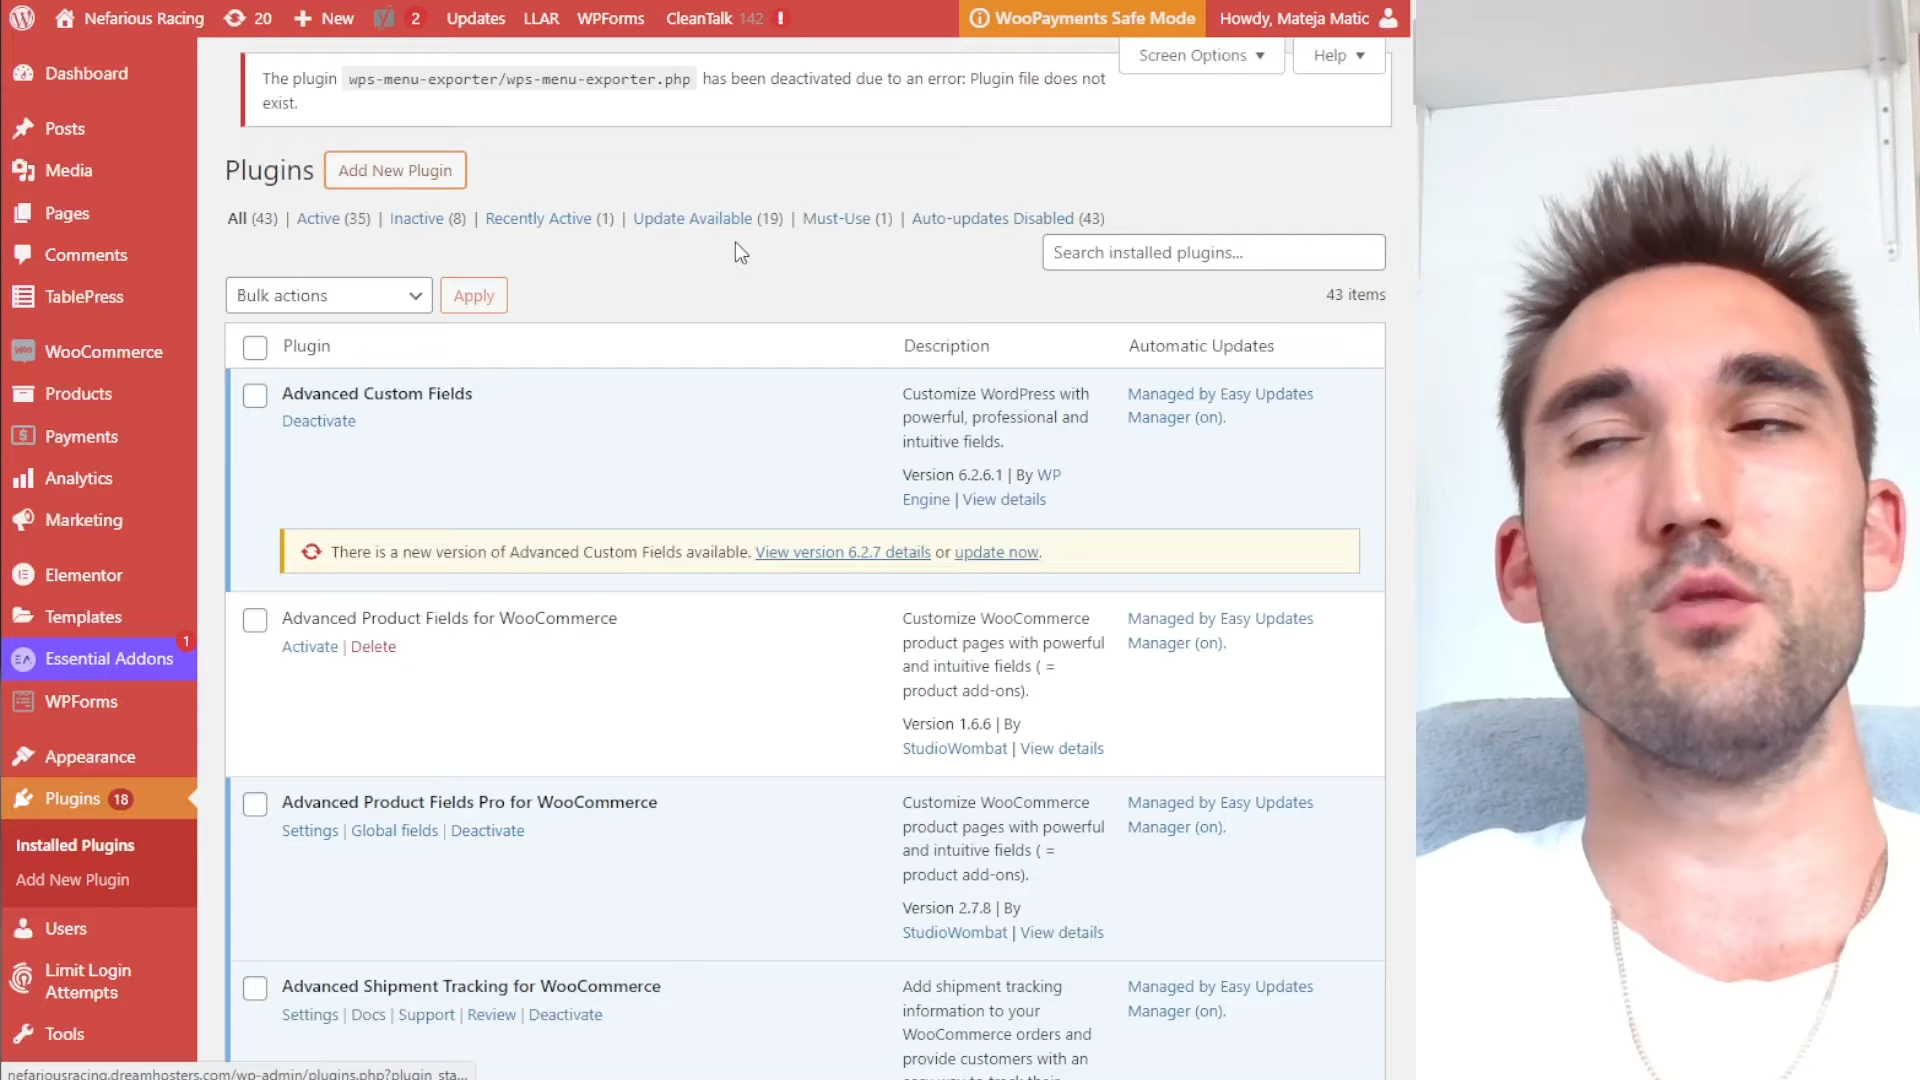 Nefarious Racing 20 New 2 Updates LLAR WPForms CleanTalk 142 ! WooPayments Safe Mode Howdy, Mateja Matic
Screen Options Help
The plugin wps-menu-exporter/wps-menu-exporter.php has been deactivated due to an error: Plugin file does not
exist.
Dashboard
Posts
Media
Pages
Comments
TablePress
WooCommerce
Products
Payments
Analytics
Marketing
Elementor
Templates
1
Essential Addons
WPForms
Appearance
Plugins 18
Installed Plugins
Add New Plugin
Users
Limit Login
Attempts
Tools
Plugins Add New Plugin
All (43) | Active (35) | Inactive (8) | Recently Active (1) | Update Available (19) | Must-Use (1) | Auto-updates Disabled (43)
Search installed plugins...
Bulk actions Apply 43 items
Plugin Description Automatic Updates
Advanced Custom Fields
Deactivate
Customize WordPress with
powerful, professional and
intuitive fields.
Version 6.2.6.1 | By WP
Engine | View details
Managed by Easy Updates
Manager (on).
There is a new version of Advanced Custom Fields available. View version 6.2.7 details or update now.
Advanced Product Fields for WooCommerce
Activate | Delete
Customize WooCommerce
product pages with powerful
and intuitive fields ( =
product add-ons).
Version 1.6.6 | By
StudioWombat | View details
Managed by Easy Updates
Manager (on).
Advanced Product Fields Pro for WooCommerce
Settings | Global fields | Deactivate
Customize WooCommerce
product pages with powerful
and intuitive fields ( =
product add-ons).
Version 2.7.8 | By
StudioWombat | View details
Managed by Easy Updates
Manager (on).
Advanced Shipment Tracking for WooCommerce
Settings | Docs | Support | Review | Deactivate
Add shipment tracking
information to your
WooCommerce orders and
provide customers with an
Managed by Easy Updates
Manager (on).
nefariousracing.dreamhosters.com/wp-admin/plugins.php?plugin_sta...